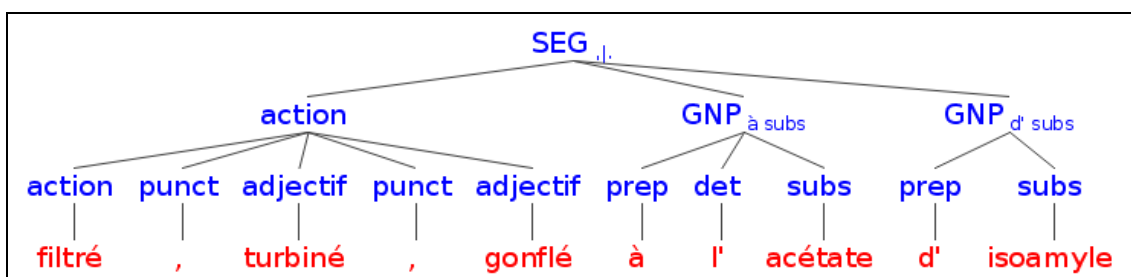 SEG .|.
action GNP à subs GNP d' subs
action punct adjectif punct adjectif prep det subs prep subs
filtré , turbiné , gonflé à l' acétate d' isoamyle